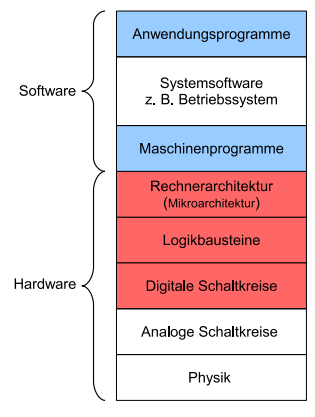 Anwendungsprogramme
Software
Systemsoftware
z. B. Betriebssystem
Maschinenprogramme
Rechnerarchitektur
(Mikroarchitektur)
Logikbausteine
Hardware
Digitale Schaltkreise
Analoge Schaltkreise
Physik